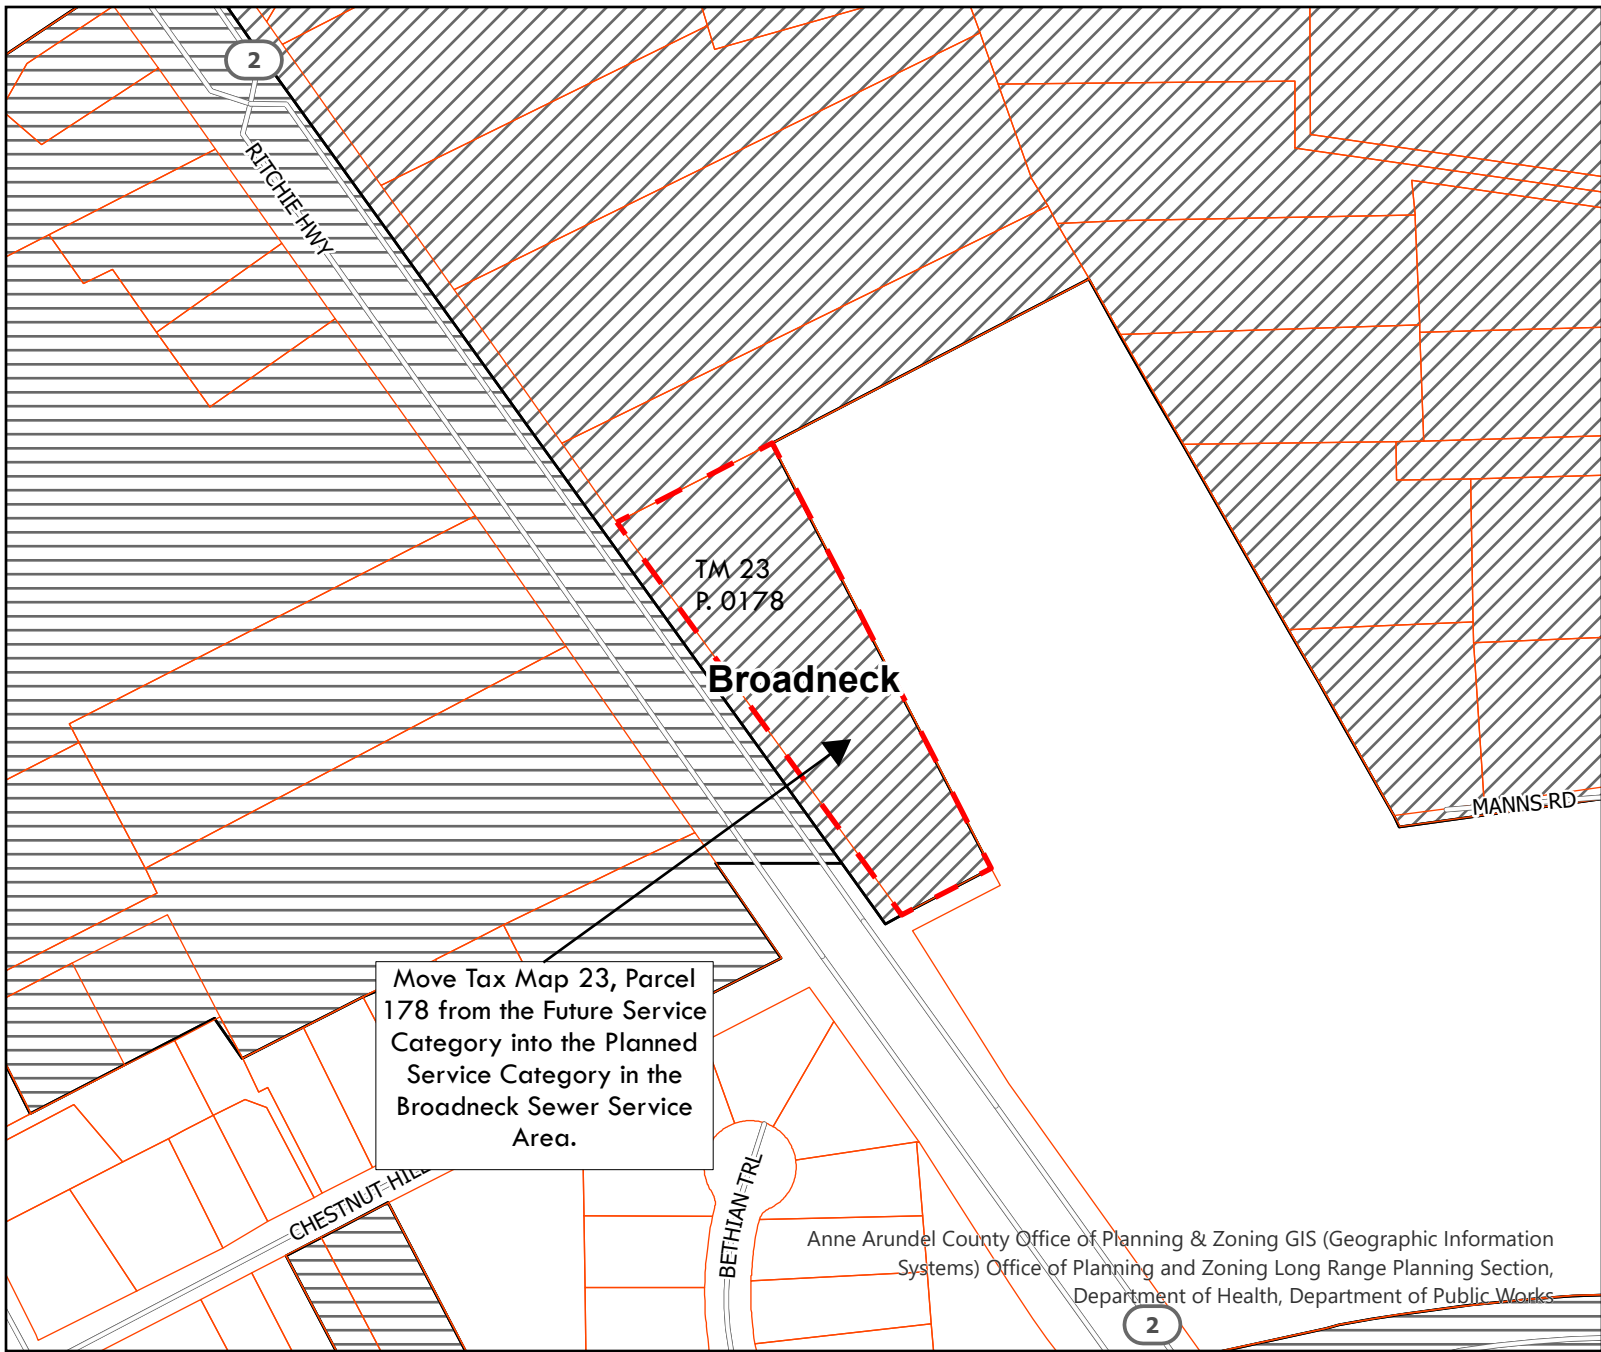 2
RITCHIE HWY
TM 23
P. 0178
Broadneck
MANNS RD
Move Tax Map 23, Parcel
178 from the Future Service
Category into the Planned
Service Category in the
Broadneck Sewer Service
Area.
CHESTNUT HILL
BETHIAN TRL
Anne Arundel County Office of Planning & Zoning GIS (Geographic Information
Systems) Office of Planning and Zoning Long Range Planning Section,
Department of Health, Department of Public Works
2